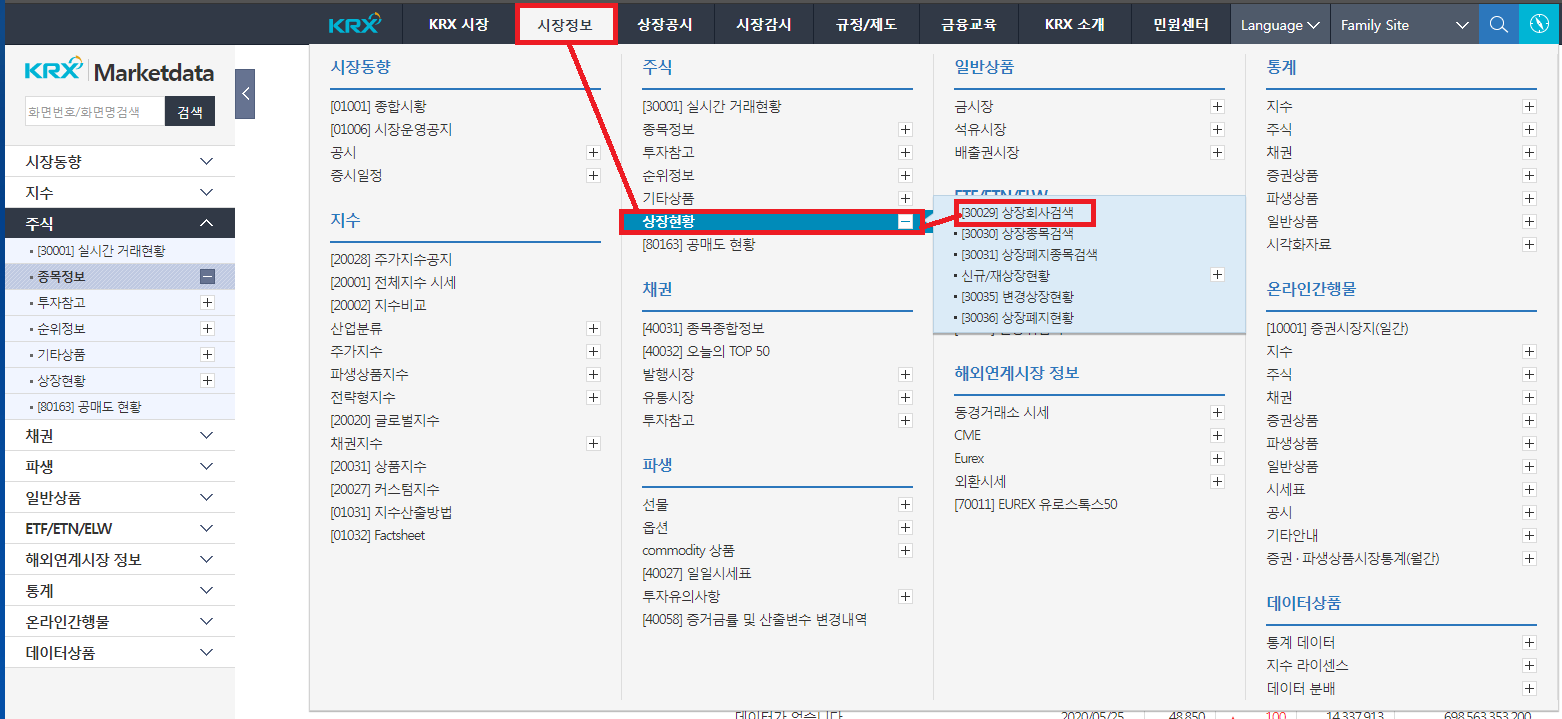 KRX
KRX 시장
시장정보
상장공시
시장감시
규정/제도
금융교육
KRX 소개
민원센터
Language
Family Site
KRX Marketdata
화면번호/화면명검색
검색
시장동향
지수
주식
[30001] 실시간 거래현황
종목정보
투자참고
순위정보
기타상품
상장현황
[80163] 공매도 현황
채권
파생
일반상품
ETF/ETN/ELW
해외연계시장 정보
통계
온라인간행물
데이터상품
시장동향
[01001] 종합시황
[01006] 시장운영공지
공시
증시일정
지수
[20028] 주가지수공지
[20001] 전체지수 시세
[20002] 지수비교
산업분류
주가지수
파생상품지수
전략형지수
[20020] 글로벌지수
채권지수
[20031] 상품지수
[20027] 커스텀지수
[01031] 지수산출방법
[01032] Factsheet
주식
[30001] 실시간 거래현황
종목정보
투자참고
순위정보
기타상품
상장현황
[80163] 공매도 현황
채권
[40031] 종목종합정보
[40032] 오늘의 TOP 50
발행시장
유통시장
투자참고
파생
선물
옵션
commodity 상품
[40027] 일일시세표
투자유의사항
[40058] 증거금률 및 산출변수 변경내역
일반상품
금시장
석유시장
배출권시장
ETF/ETN/ELW
[30029] 상장회사검색
[30030] 상장종목검색
[30031] 상장폐지종목검색
신규/재상장현황
[30035] 변경상장현황
[30036] 상장폐지현황
해외연계시장 정보
동경거래소 시세
CME
Eurex
외환시세
[70011] EUREX 유로스톡스50
통계
지수
주식
채권
증권상품
파생상품
일반상품
시각화자료
온라인간행물
[10001] 증권시장지(일간)
지수
주식
채권
증권상품
파생상품
일반상품
시세표
공시
기타안내
증권 · 파생상품시장통계(월간)
데이터상품
통계 데이터
지수 라이센스
데이터 분배
데이터가 없습니다
2020/05/25 48,850 100 14,337,913 698,563,353,200